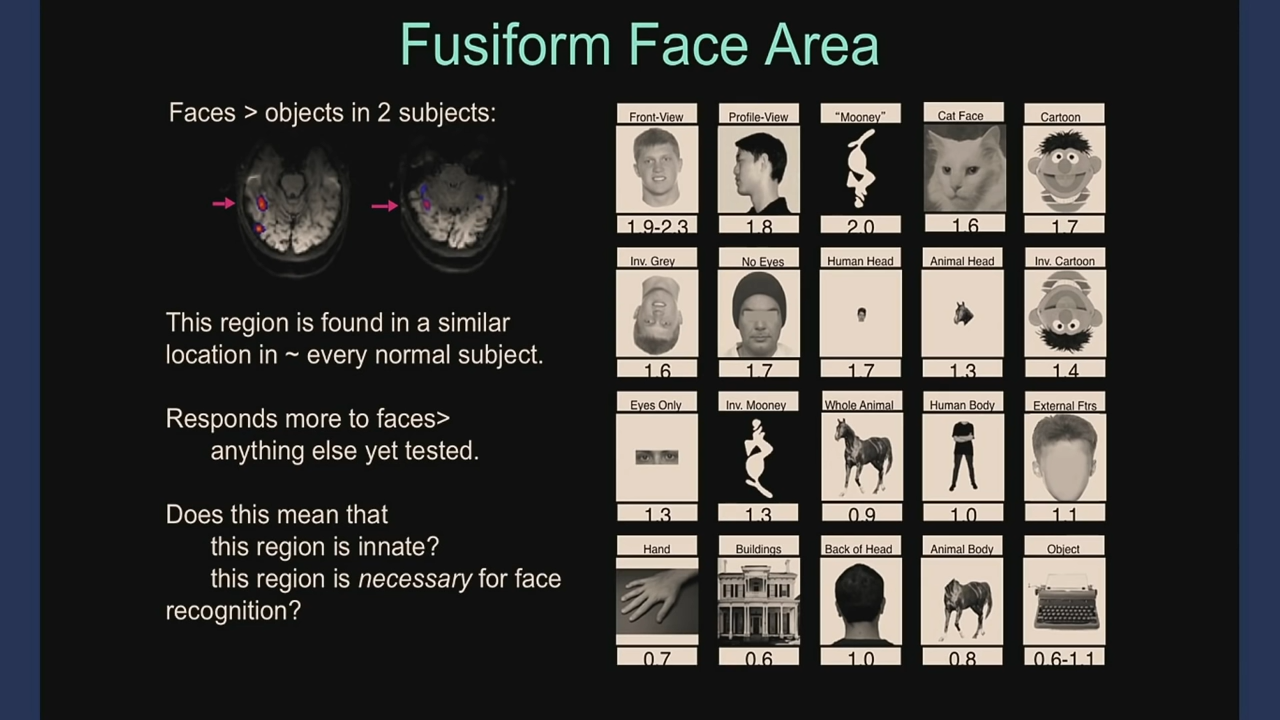 Fusiform Face Area
Faces > objects in 2 subjects:
This region is found in a similar
location in ~ every normal subject.
Responds more to faces>
anything else yet tested.
Does this mean that
this region is innate?
this region is necessary for face
recognition?
Front-View
Profile-View
“Mooney”
Cat Face
Cartoon
1.9-2.3
1.8
2.0
1.6
1.7
Inv. Grey
No Eyes
Human Head
Animal Head
Inv. Cartoon
1.6
1.7
1.7
1.3
1.4
Eyes Only
Inv. Mooney
Whole Animal
Human Body
External Ftrs
1.3
1.3
0.9
1.0
1.1
Hand
Buildings
Back of Head
Animal Body
Object
0.7
0.6
1.0
0.8
0.6-1.1